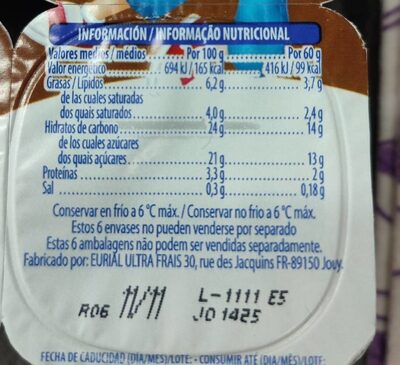 INFORMACIÓN / INFORMAÇÃO NUTRICIONAL
Valores medios / médios Por 100 g Por 60 g
Valor energético 694 kJ / 165 kcal 416 kJ / 99 kcal
Grasas / Lípidos 6,2 g 3,7 g
de las cuales saturadas
dos quais saturados 4,0 g 2,4 g
Hidratos de carbono 24 g 14 g
de los cuales azúcares
dos quais açúcares 21 g 13 g
Proteínas 3,3 g 2 g
Sal 0,3 g 0,18 g
Conservar en frío a 6 °C máx. / Conservar no frio a 6 °C máx.
Estos 6 envases no pueden venderse por separado
Estas 6 ambalagens não podem ser vendidas separadamente.
Fabricado por: EURIAL ULTRA FRAIS 30, rue des Jacquins FR-89150 Jouy.
R06 11/11 L-1111 E5
JO 1425
FECHA DE CADUCIDAD (DIA/MES)/LOTE: - CONSUMIR ATÉ (DIA/MÊS)/LOTE: